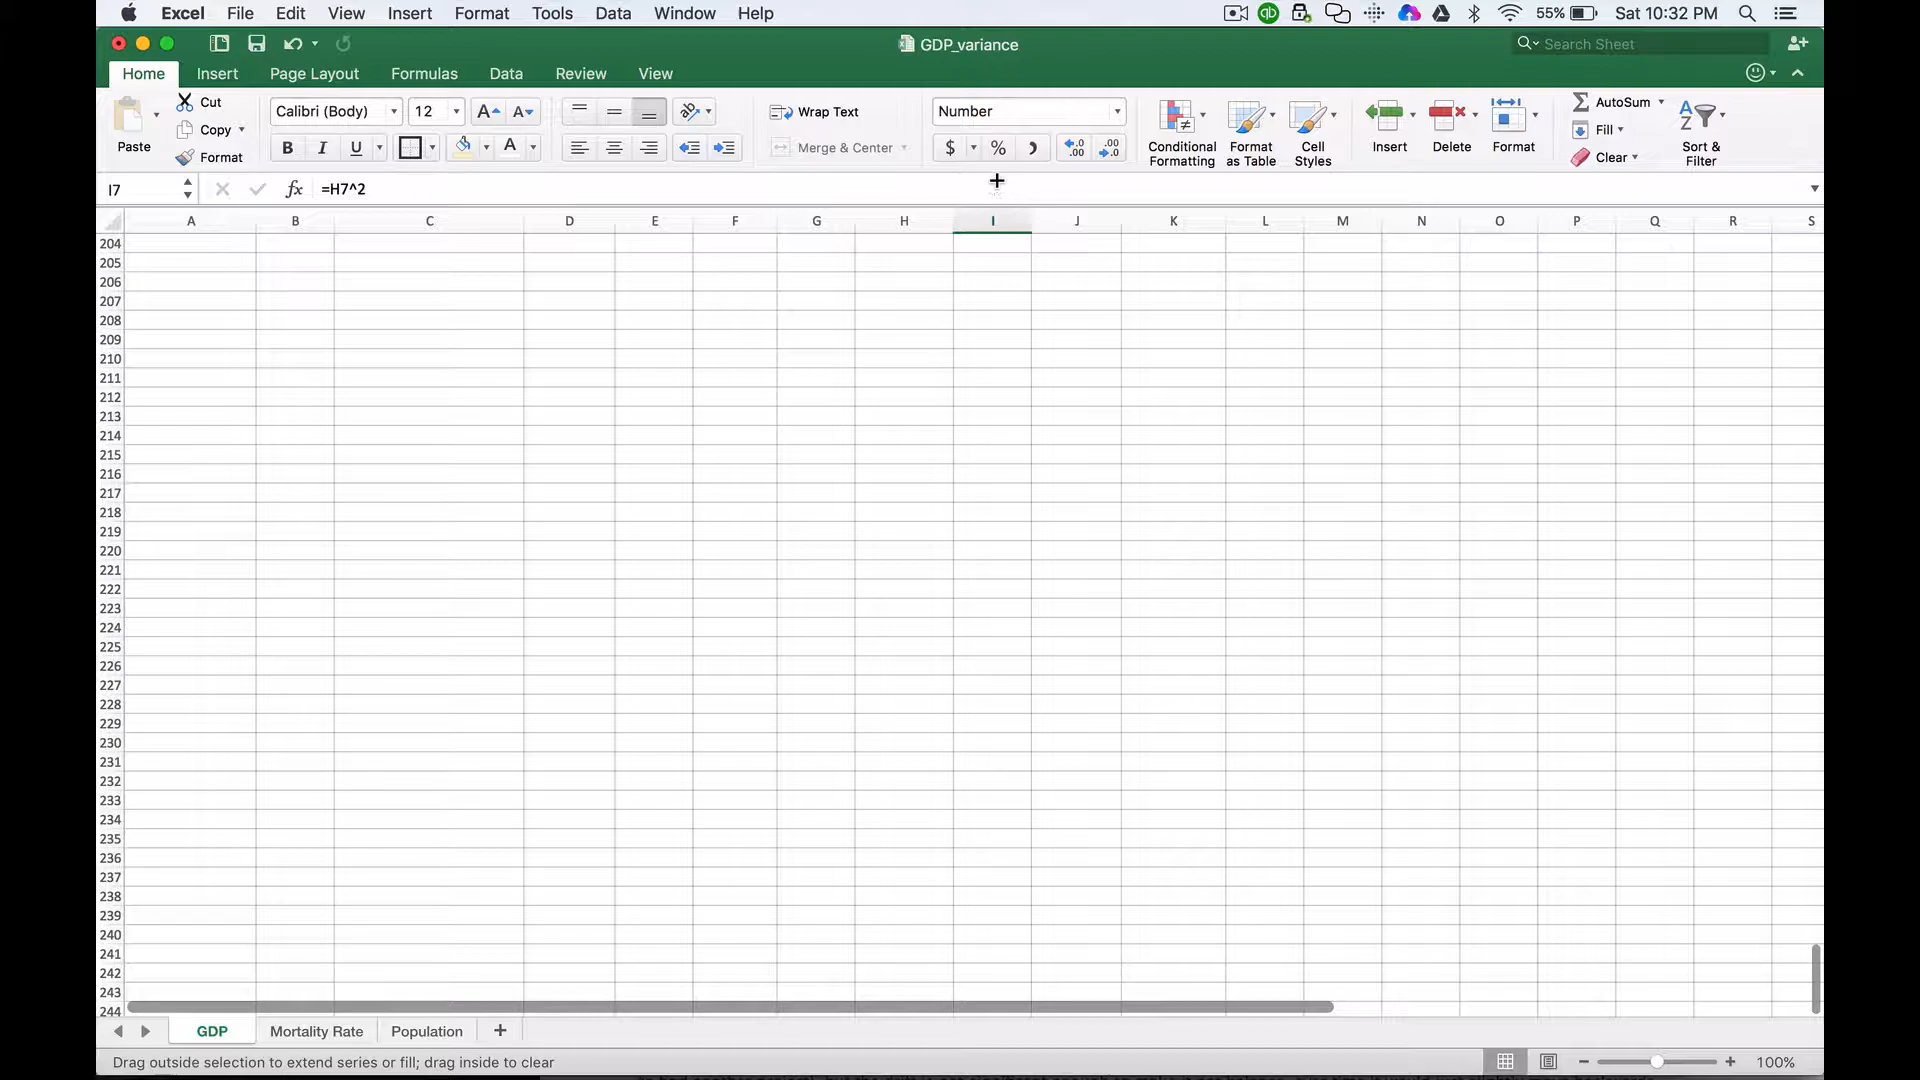 Excel File Edit View Insert Format Tools Data Window Help 55% Sat 10:32 PM
GDP_variance Search Sheet
Home Insert Page Layout Formulas Data Review View
Paste Cut Copy Format
Calibri (Body) 12 A A
B I U A
Wrap Text
Merge & Center
Number
$ %
Conditional Formatting
Format as Table
Cell Styles
Insert Delete Format
AutoSum
Fill
Clear
Sort & Filter
I7 fx =H7^2
A B C D E F G H I J K L M N O P Q R S
204
205
206
207
208
209
210
211
212
213
214
215
216
217
218
219
220
221
222
223
224
225
226
227
228
229
230
231
232
233
234
235
236
237
238
239
240
241
242
243
244
GDP Mortality Rate Population +
Drag outside selection to extend series or fill; drag inside to clear 100%